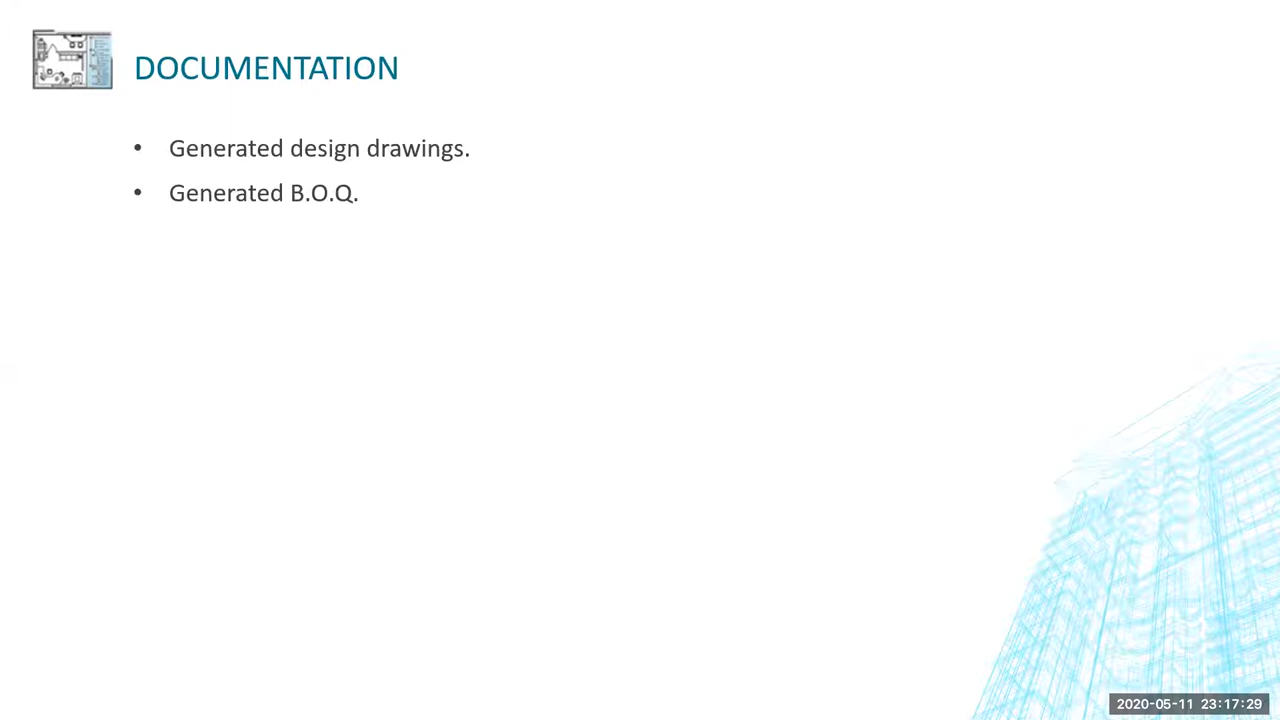 DOCUMENTATION
• Generated design drawings.
• Generated B.O.Q.
2020-05-11 23:17:29